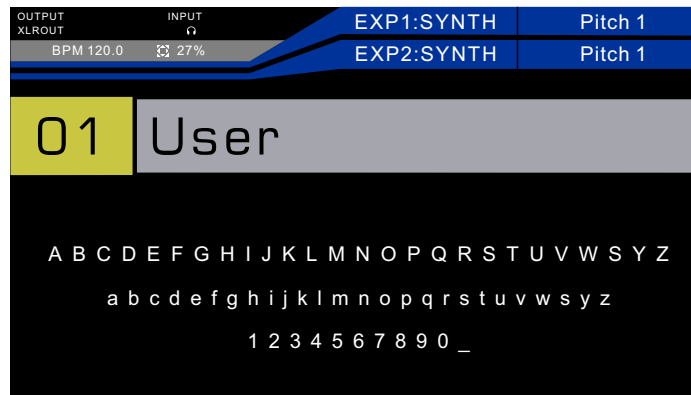 OUTPUT INPUT
XLROUT
BPM 120.0 27%
EXP1:SYNTH Pitch 1
EXP2:SYNTH Pitch 1
01 User
A B C D E F G H I J K L M N O P Q R S T U V W S Y Z
a b c d e f g h i j k l m n o p q r s t u v w s y z
1 2 3 4 5 6 7 8 9 0 _